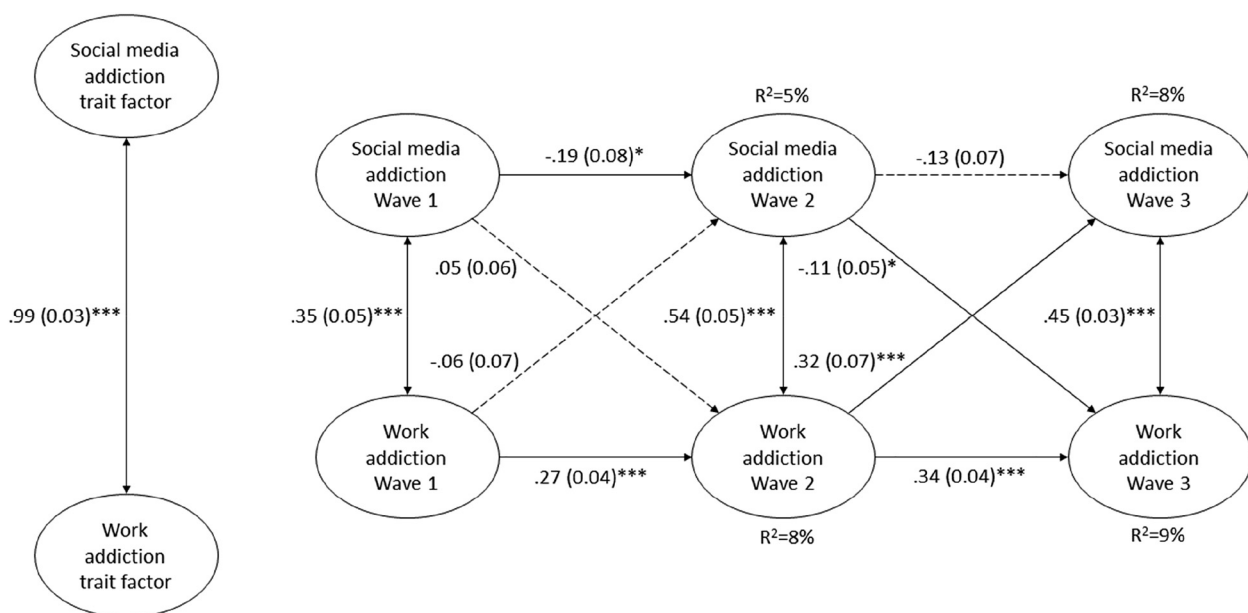 Social media
addiction
trait factor
.99 (0.03)***
Work
addiction
trait factor
R²=5%
R²=8%
Social media
addiction
Wave 1
-.19 (0.08)*
Social media
addiction
Wave 2
-.13 (0.07)
Social media
addiction
Wave 3
.05 (0.06)
-.11 (0.05)*
.35 (0.05)***
.54 (0.05)***
.45 (0.03)***
-.06 (0.07)
.32 (0.07)***
Work
addiction
Wave 1
.27 (0.04)***
Work
addiction
Wave 2
.34 (0.04)***
Work
addiction
Wave 3
R²=8%
R²=9%